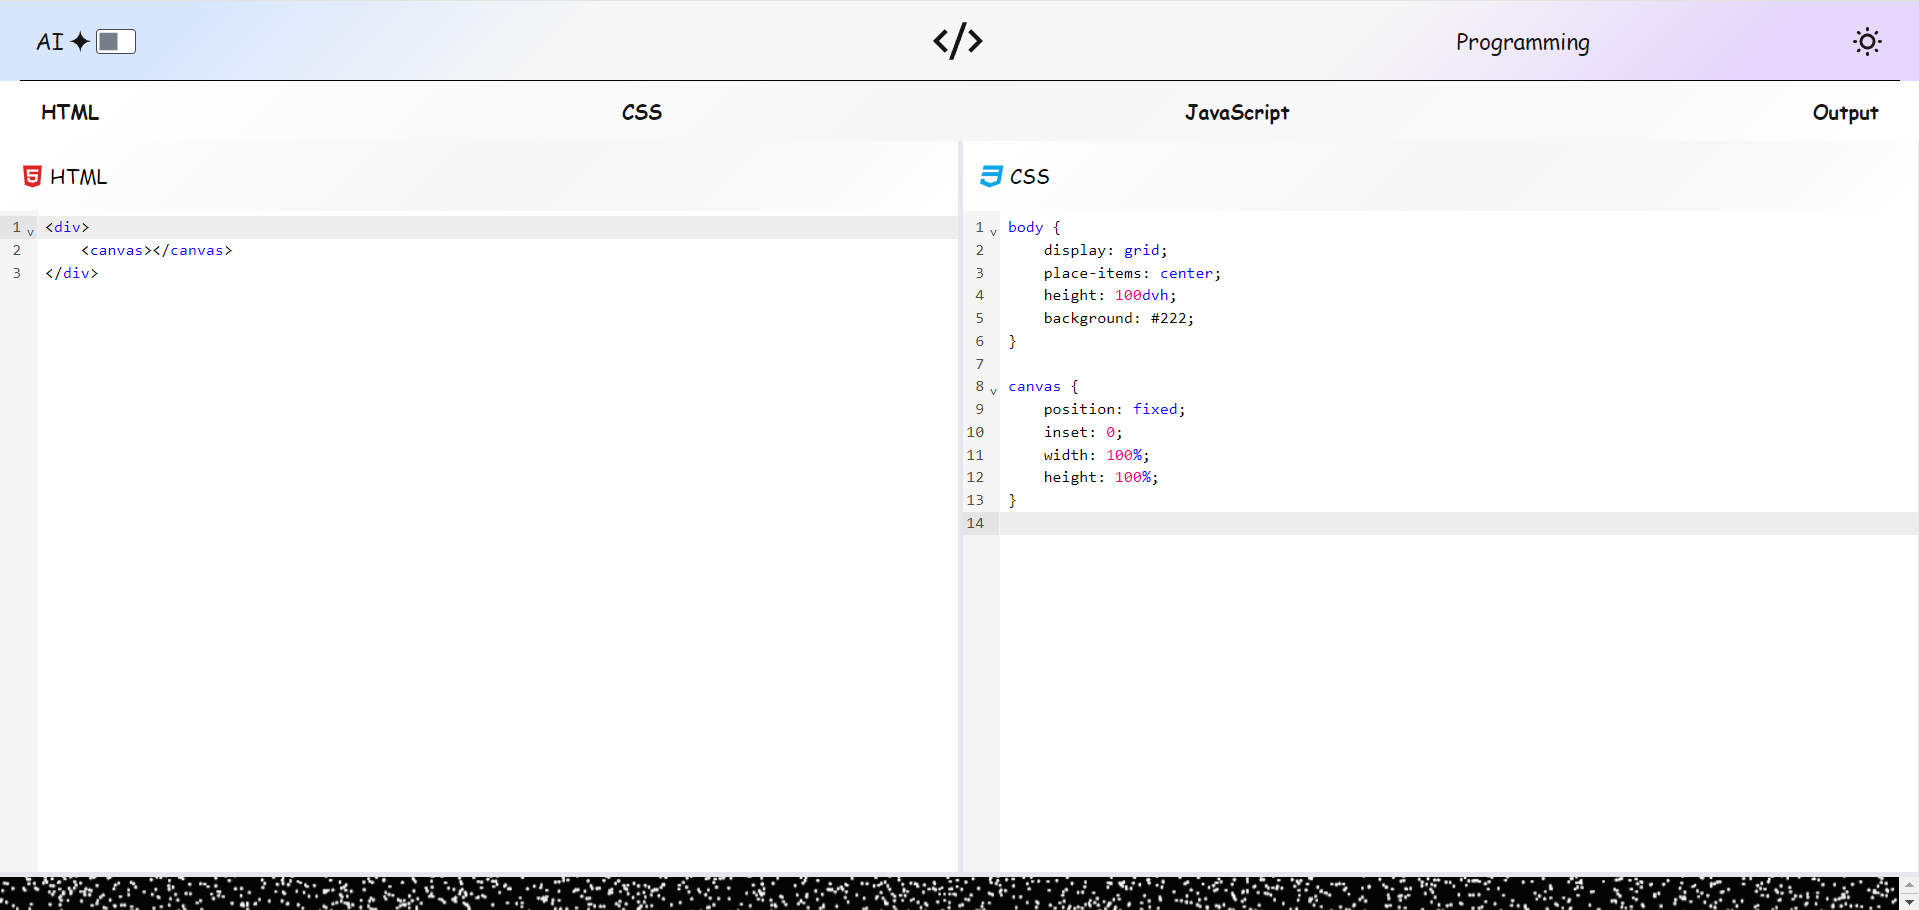 AI
</>
Programming
HTML
CSS
JavaScript
Output
HTML
1 <div>
2 <canvas></canvas>
3 </div>
CSS
1 body {
2 display: grid;
3 place-items: center;
4 height: 100dvh;
5 background: #222;
6 }
7
8 canvas {
9 position: fixed;
10 inset: 0;
11 width: 100%;
12 height: 100%;
13 }
14